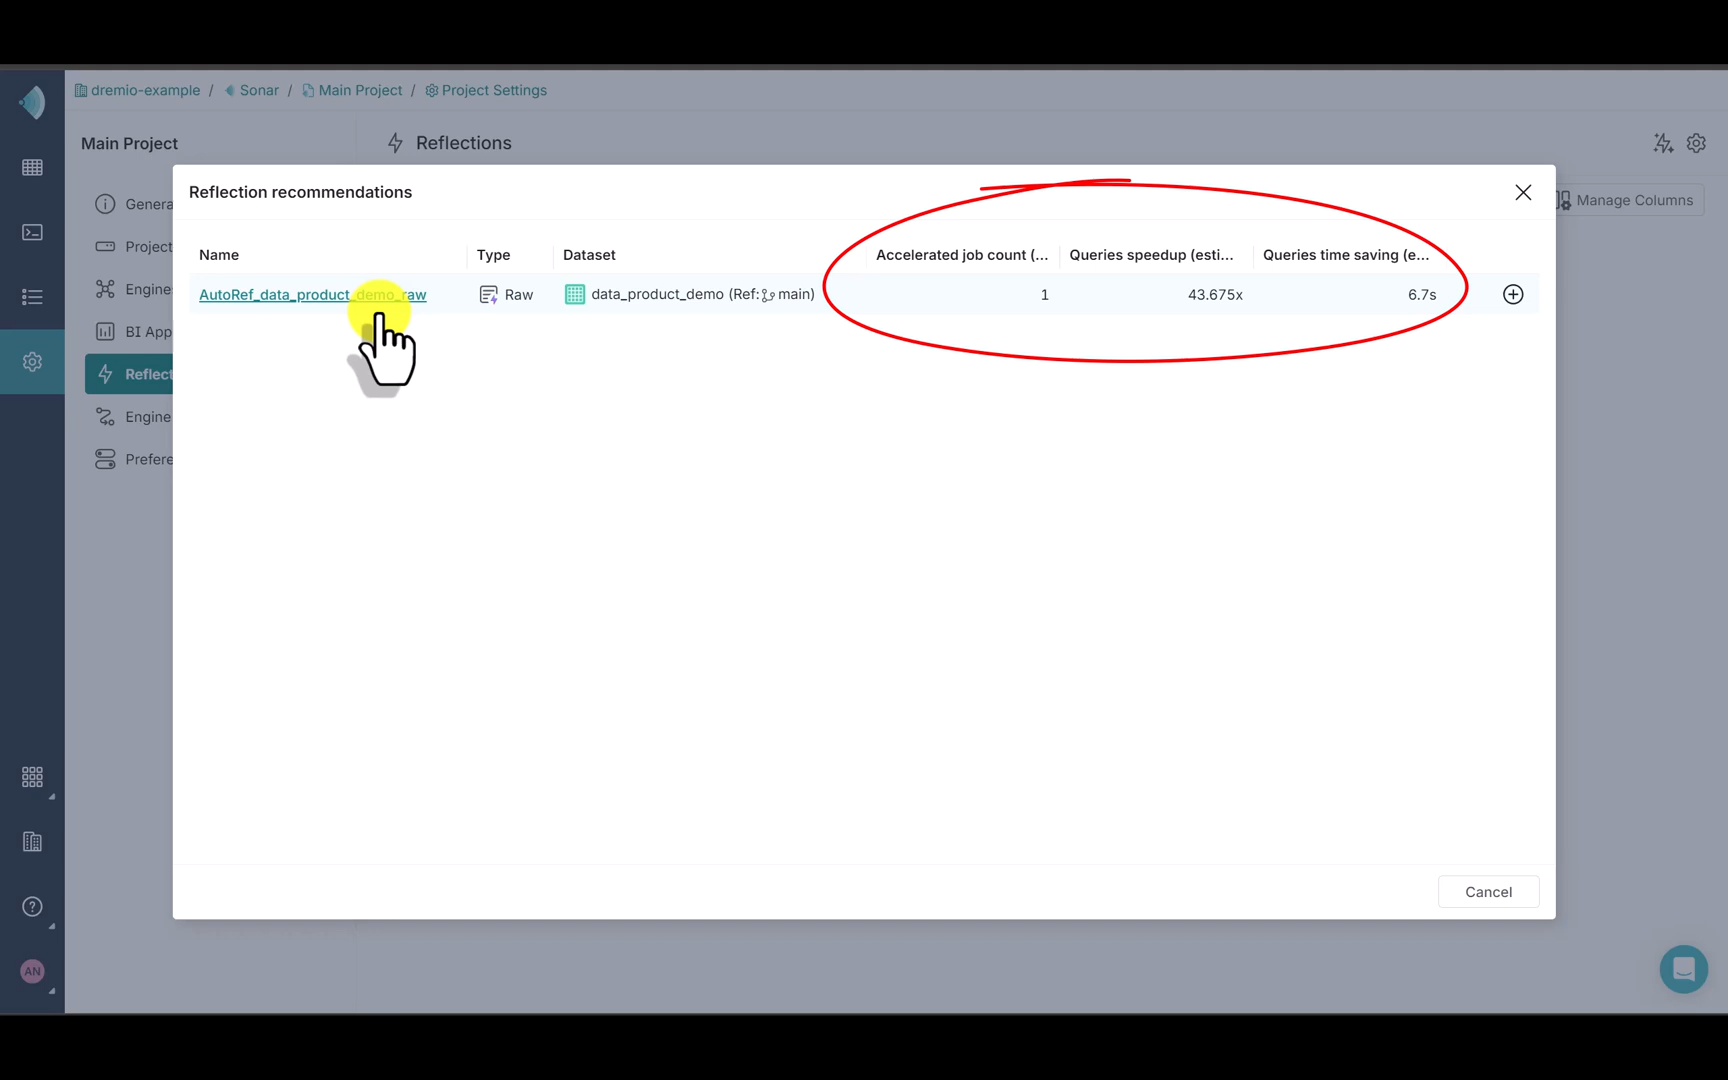 dremio-example / Sonar / Main Project / Project Settings
Main Project
Reflections
Manage Columns
Genera
Project
Engine
BI App
Reflect
Engine
Prefere
Reflection recommendations
Name Type Dataset Accelerated job count (... Queries speedup (esti... Queries time saving (e...
AutoRef_data_product_demo_raw Raw data_product_demo (Ref: main) 1 43.675x 6.7s
Cancel
AN